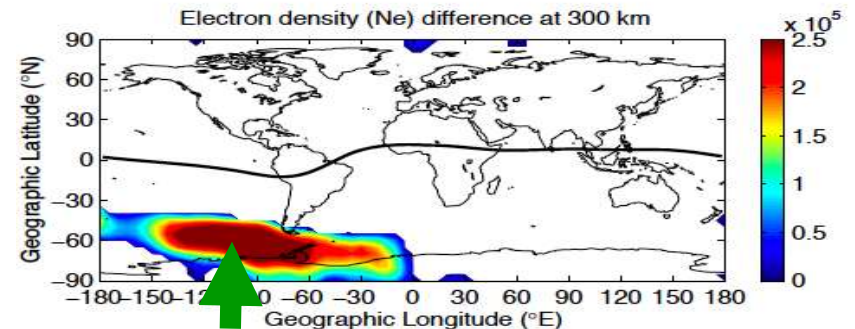 Electron density (Ne) difference at 300 km
x 10^5
90
60
30
0
−30
−60
−90
Geographic Latitude (°N)
2.5
2
1.5
1
0
−180 −150 −90 −60 −30 0 30 60 90 120 150 180
Geographic Longitude (°E)